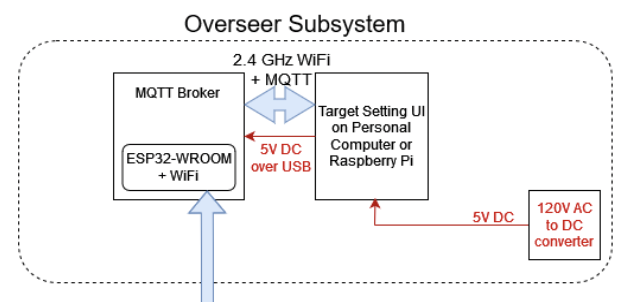 Overseer Subsystem
2.4 GHz WiFi
+ MQTT
MQTT Broker
ESP32-WROOM
+ WiFi
5V DC
over USB
Target Setting UI
on Personal
Computer or
Raspberry Pi
5V DC
120V AC
to DC
converter